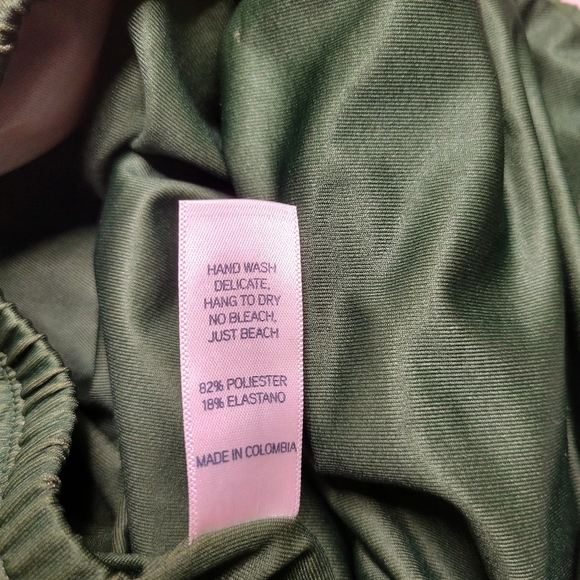 HAND WASH
DELICATE,
HANG TO DRY
NO BLEACH,
JUST BEACH
82% POLIESTER
18% ELASTANO
MADE IN COLOMBIA